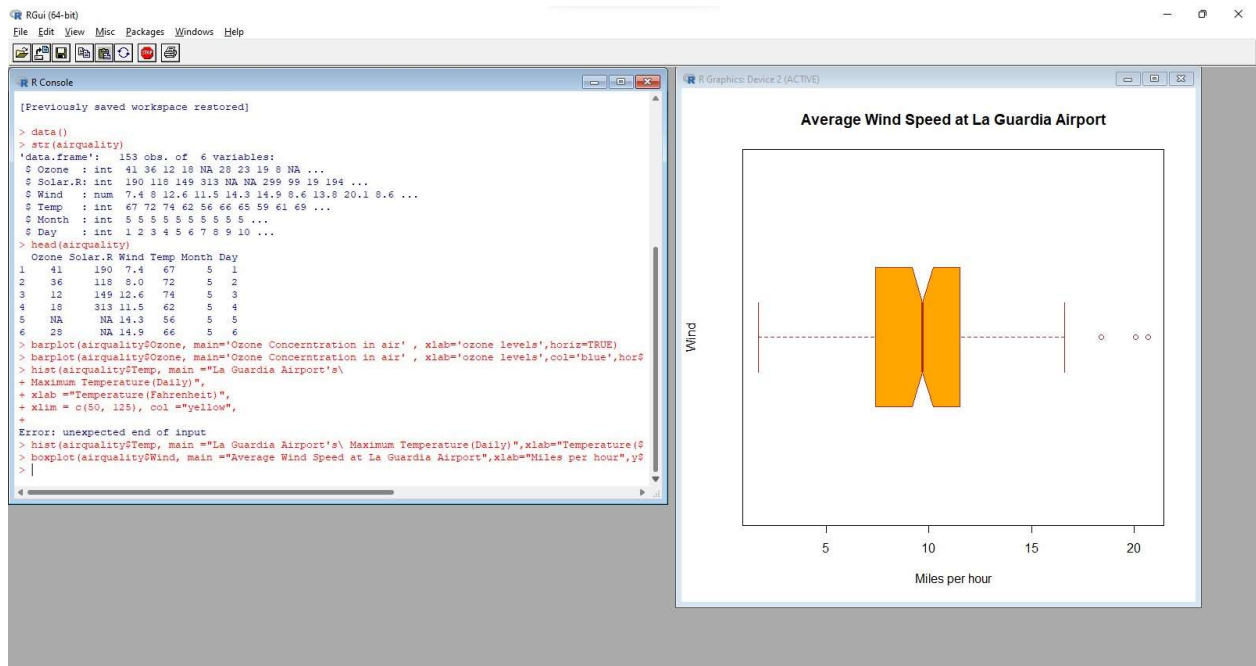 RGui (64-bit)
File Edit View Misc Packages Windows Help
STOP
R Console
[Previously saved workspace restored]
> data()
> str(airquality)
'data.frame':   153 obs. of  6 variables:
 $ Ozone  : int  41 36 12 18 NA 28 23 19 8 NA ...
 $ Solar.R: int  190 118 149 313 NA NA 299 99 19 194 ...
 $ Wind   : num  7.4 8 12.6 11.5 14.3 14.9 8.6 13.8 20.1 8.6 ...
 $ Temp   : int  67 72 74 62 56 66 65 59 61 69 ...
 $ Month  : int  5 5 5 5 5 5 5 5 5 5 ...
 $ Day    : int  1 2 3 4 5 6 7 8 9 10 ...
> head(airquality)
  Ozone Solar.R Wind Temp Month Day
1    41     190  7.4   67     5   1
2    36     118  8.0   72     5   2
3    12     149 12.6   74     5   3
4    18     313 11.5   62     5   4
5    NA      NA 14.3   56     5   5
6    28      NA 14.9   66     5   6
> barplot(airquality$Ozone, main='Ozone Concerntration in air' , xlab='ozone levels',horiz=TRUE)
> barplot(airquality$Ozone, main='Ozone Concerntration in air' , xlab='ozone levels',col='blue',hor$
> hist(airquality$Temp, main ="La Guardia Airport's\
+ Maximum Temperature(Daily)",
+ xlab ="Temperature(Fahrenheit)",
+ xlim = c(50, 125), col ="yellow",
+
Error: unexpected end of input
> hist(airquality$Temp, main ="La Guardia Airport's\ Maximum Temperature(Daily)",xlab="Temperature($
> boxplot(airquality$Wind, main ="Average Wind Speed at La Guardia Airport",xlab="Miles per hour",y$
>
R Graphics: Device 2 (ACTIVE)
Average Wind Speed at La Guardia Airport
Wind
5 10 15 20
Miles per hour